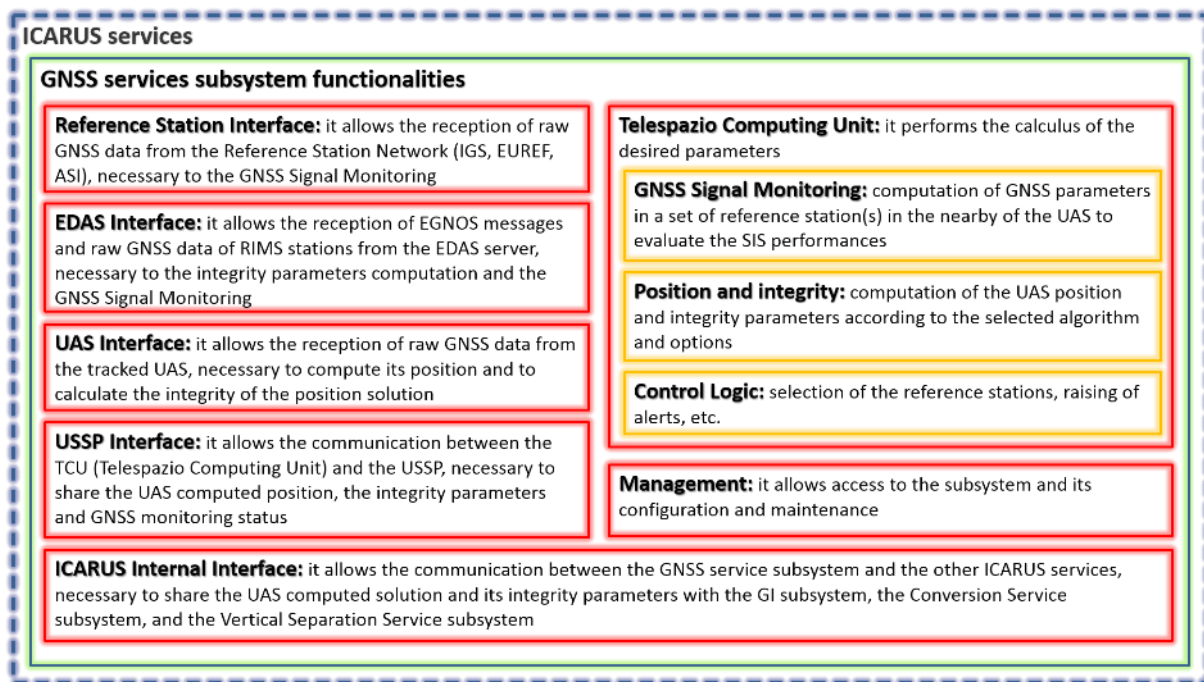 ICARUS services
GNSS services subsystem functionalities
Reference Station Interface: it allows the reception of raw
GNSS data from the Reference Station Network (IGS, EUREF,
ASI), necessary to the GNSS Signal Monitoring
EDAS Interface: it allows the reception of EGNOS messages
and raw GNSS data of RIMS stations from the EDAS server,
necessary to the integrity parameters computation and the
GNSS Signal Monitoring
UAS Interface: it allows the reception of raw GNSS data from
the tracked UAS, necessary to compute its position and to
calculate the integrity of the position solution
USSP Interface: it allows the communication between the
TCU (Telespazio Computing Unit) and the USSP, necessary to
share the UAS computed position, the integrity parameters
and GNSS monitoring status
Telespazio Computing Unit: it performs the calculus of the
desired parameters
GNSS Signal Monitoring: computation of GNSS parameters
in a set of reference station(s) in the nearby of the UAS to
evaluate the SIS performances
Position and integrity: computation of the UAS position
and integrity parameters according to the selected algorithm
and options
Control Logic: selection of the reference stations, raising of
alerts, etc.
Management: it allows access to the subsystem and its
configuration and maintenance
ICARUS Internal Interface: it allows the communication between the GNSS service subsystem and the other ICARUS services,
necessary to share the UAS computed solution and its integrity parameters with the GI subsystem, the Conversion Service
subsystem, and the Vertical Separation Service subsystem